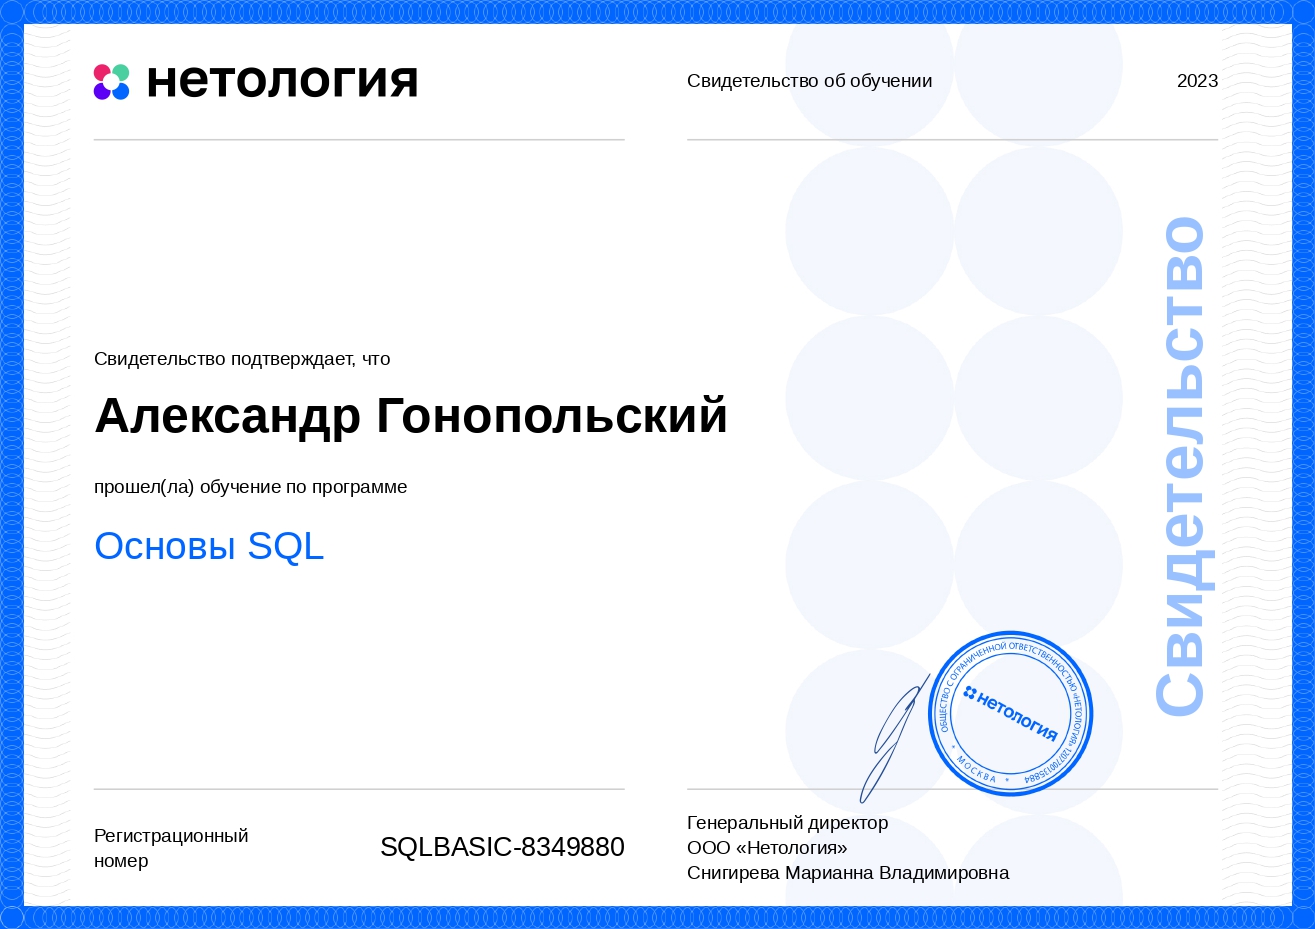 нетология
Свидетельство об обучении
2023
Свидетельство подтверждает, что
Александр Гонопольский
прошел(ла) обучение по программе
Основы SQL
Свидетельство
ОБЩЕСТВО С ОГРАНИЧЕННОЙ ОТВЕТСТВЕННОСТЬЮ «НЕТОЛОГИЯ» 1207700135884
* МОСКВА *
нетология
Регистрационный
номер
SQLBASIC-8349880
Генеральный директор
ООО «Нетология»
Снигирева Марианна Владимировна